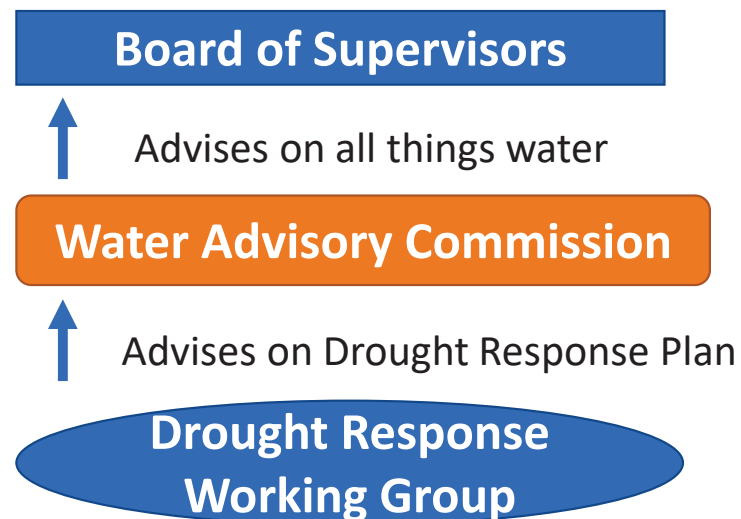 Board of Supervisors
Advises on all things water
Water Advisory Commission
Advises on Drought Response Plan
Drought Response
Working Group